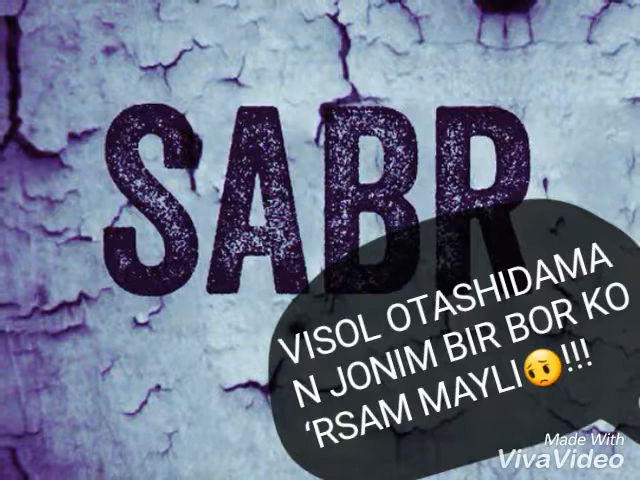 SABR
VISOL OTASHIDAMA
N JONIM BIR BOR KO
‘RSAM MAYLI😔!!!
Made With
VivaVideo